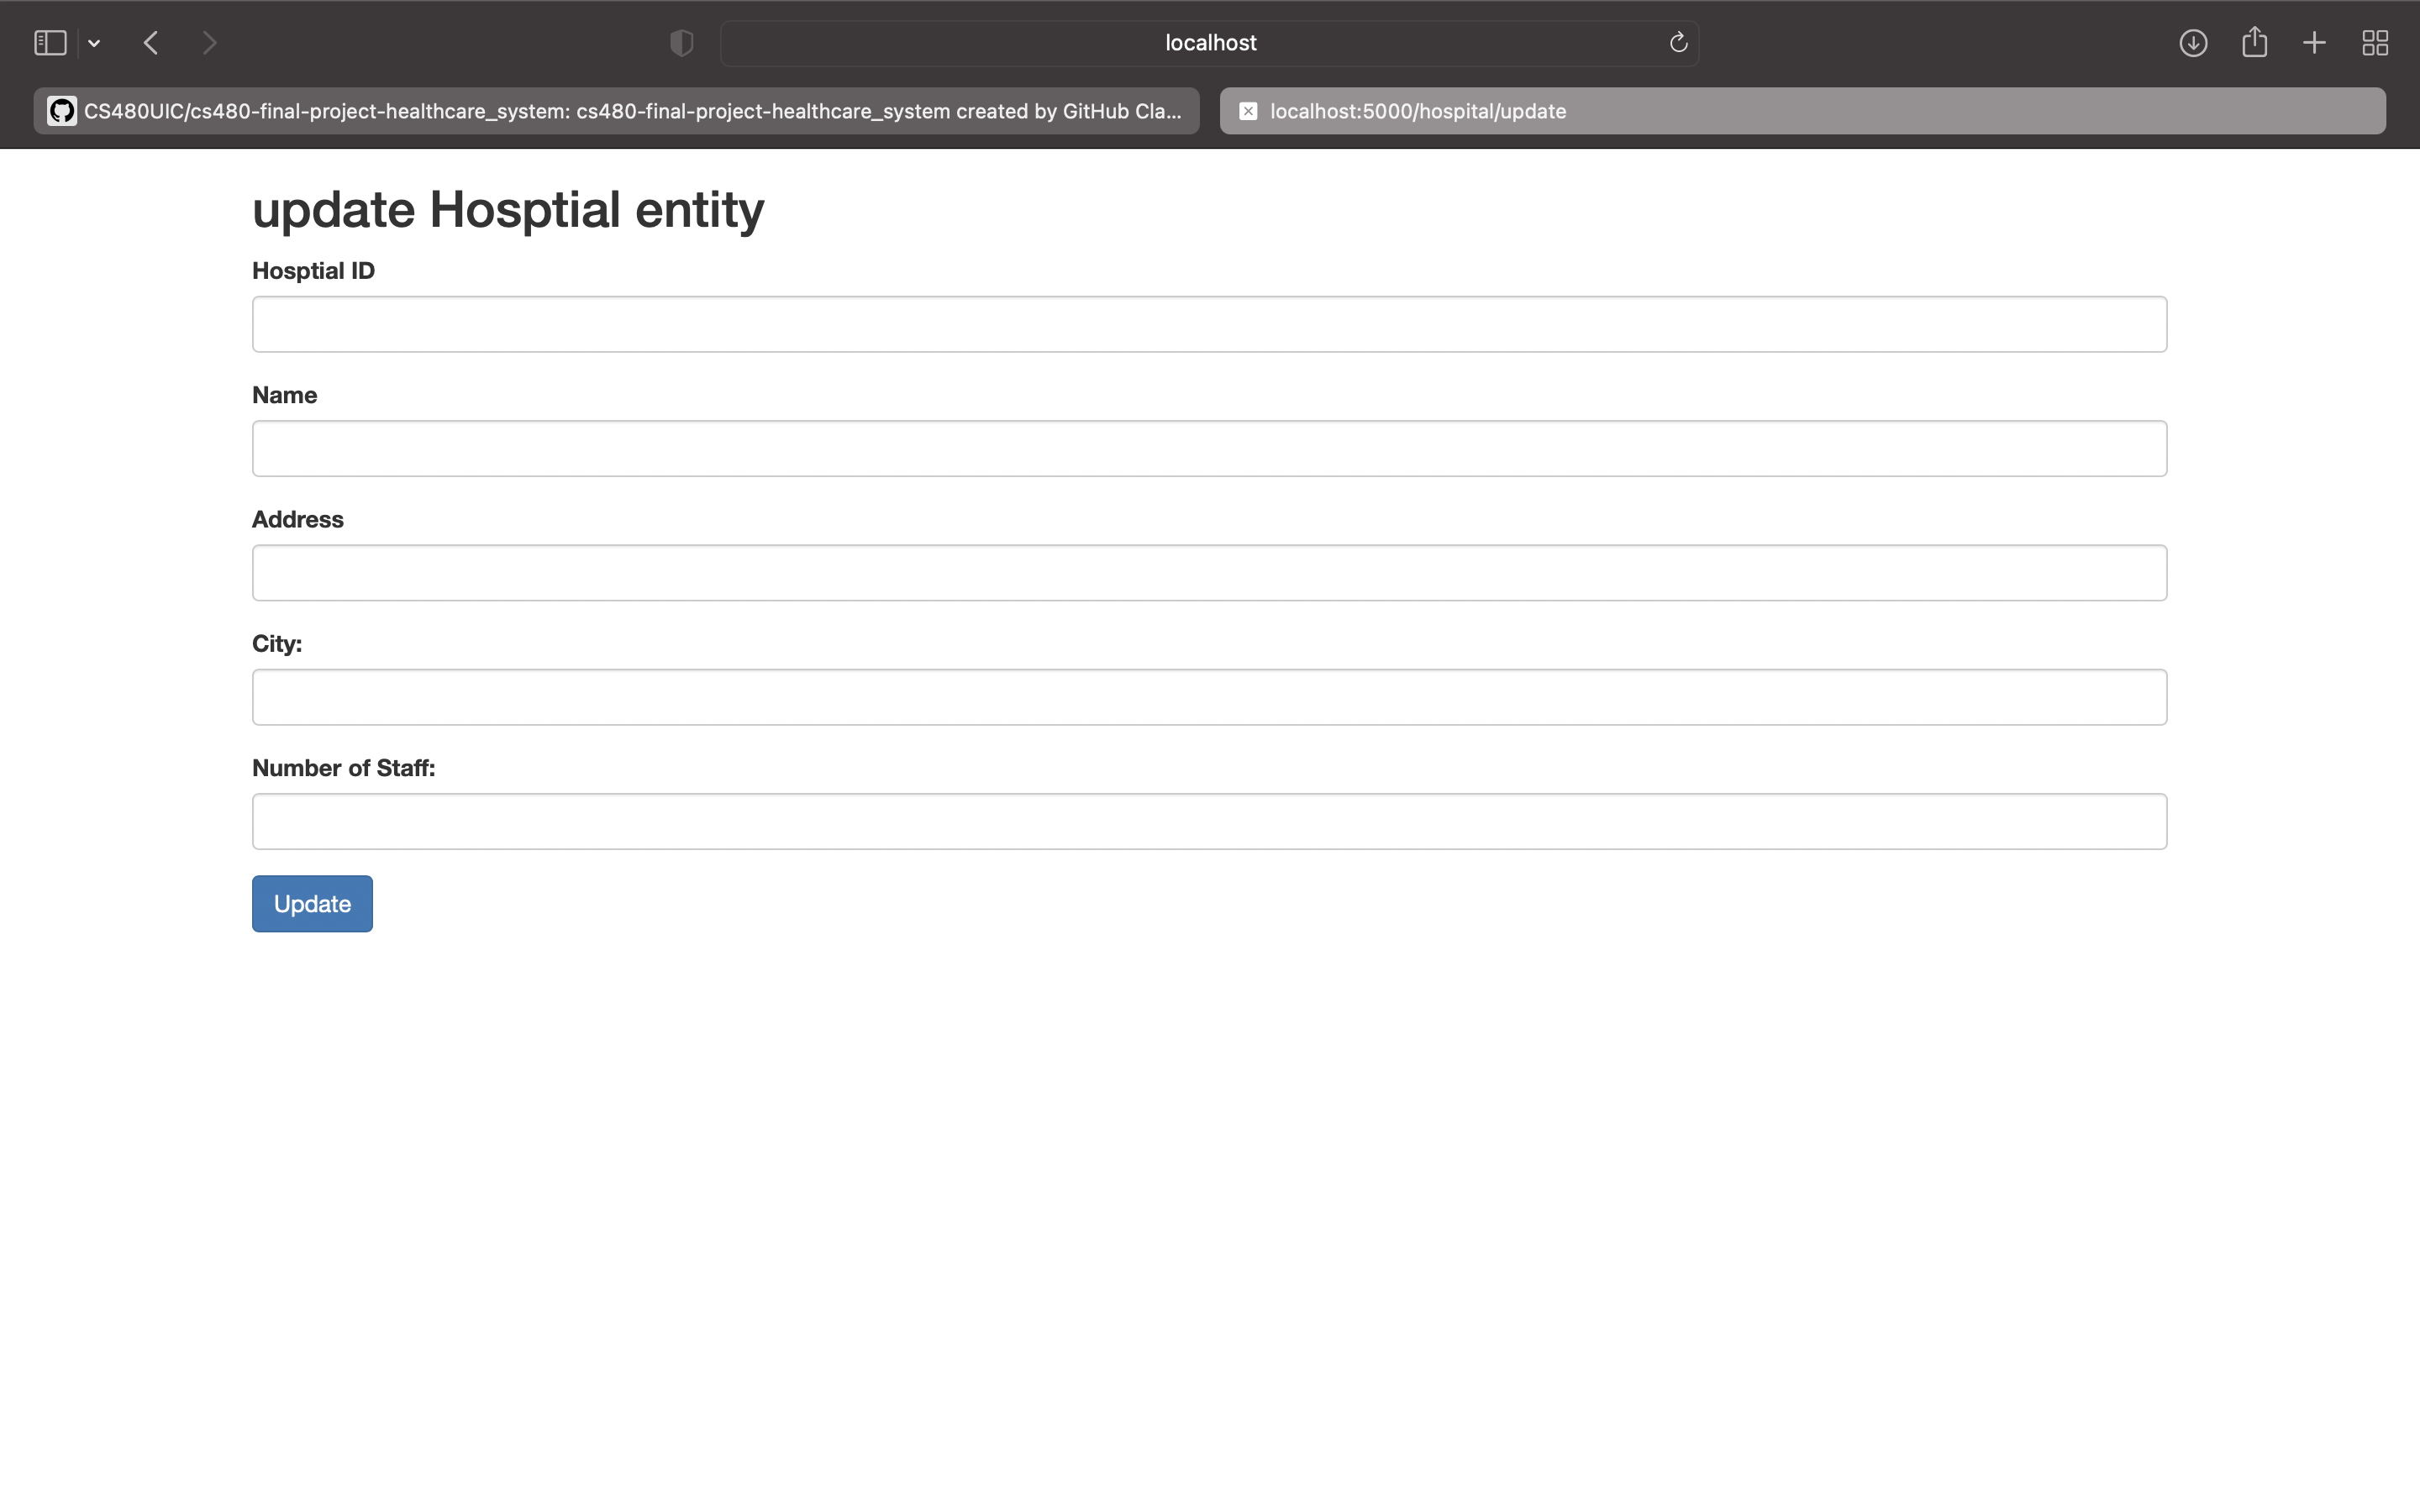 localhost
CS480UIC/cs480-final-project-healthcare_system: cs480-final-project-healthcare_system created by GitHub Cla...
localhost:5000/hospital/update
update Hosptial entity
Hosptial ID
Name
Address
City:
Number of Staff:
Update